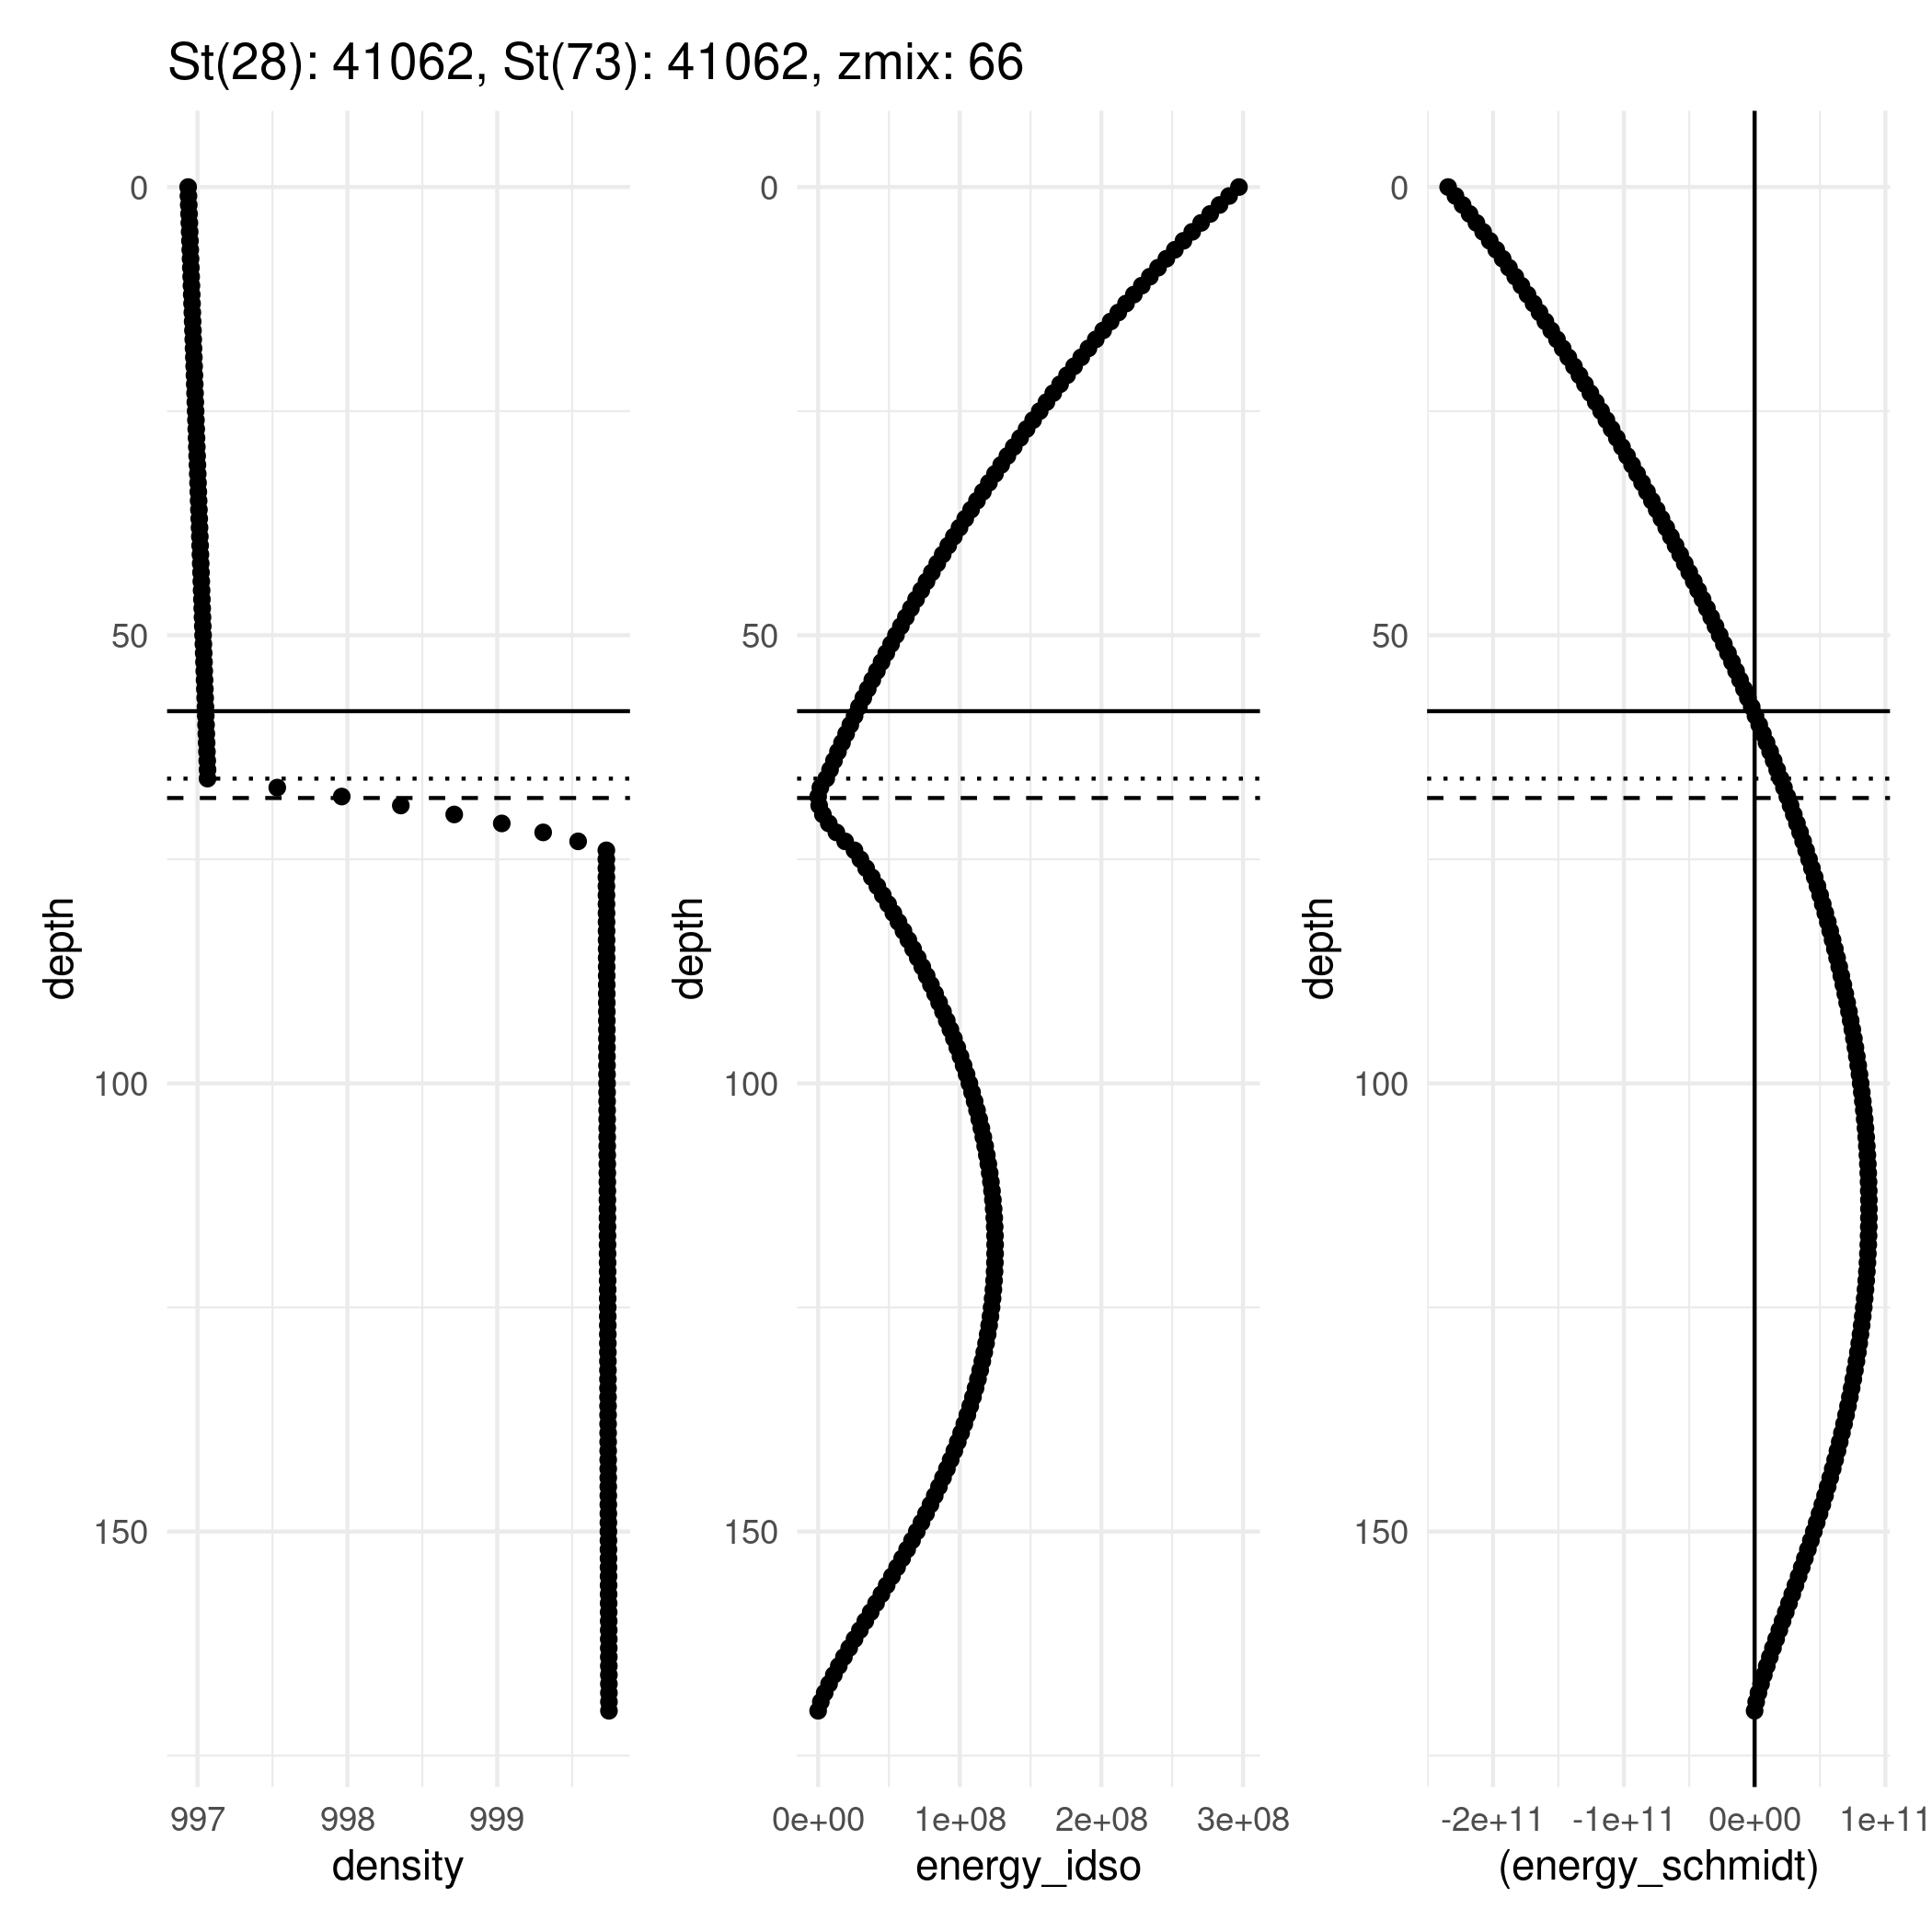 St(28): 41062, St(73): 41062, zmix: 66
0
50
100
150
depth
997
998
999
density
0
50
100
150
depth
0e+00
1e+08
2e+08
3e+08
energy_idso
0
50
100
150
depth
-2e+11
-1e+11
0e+00
1e+11
(energy_schmidt)